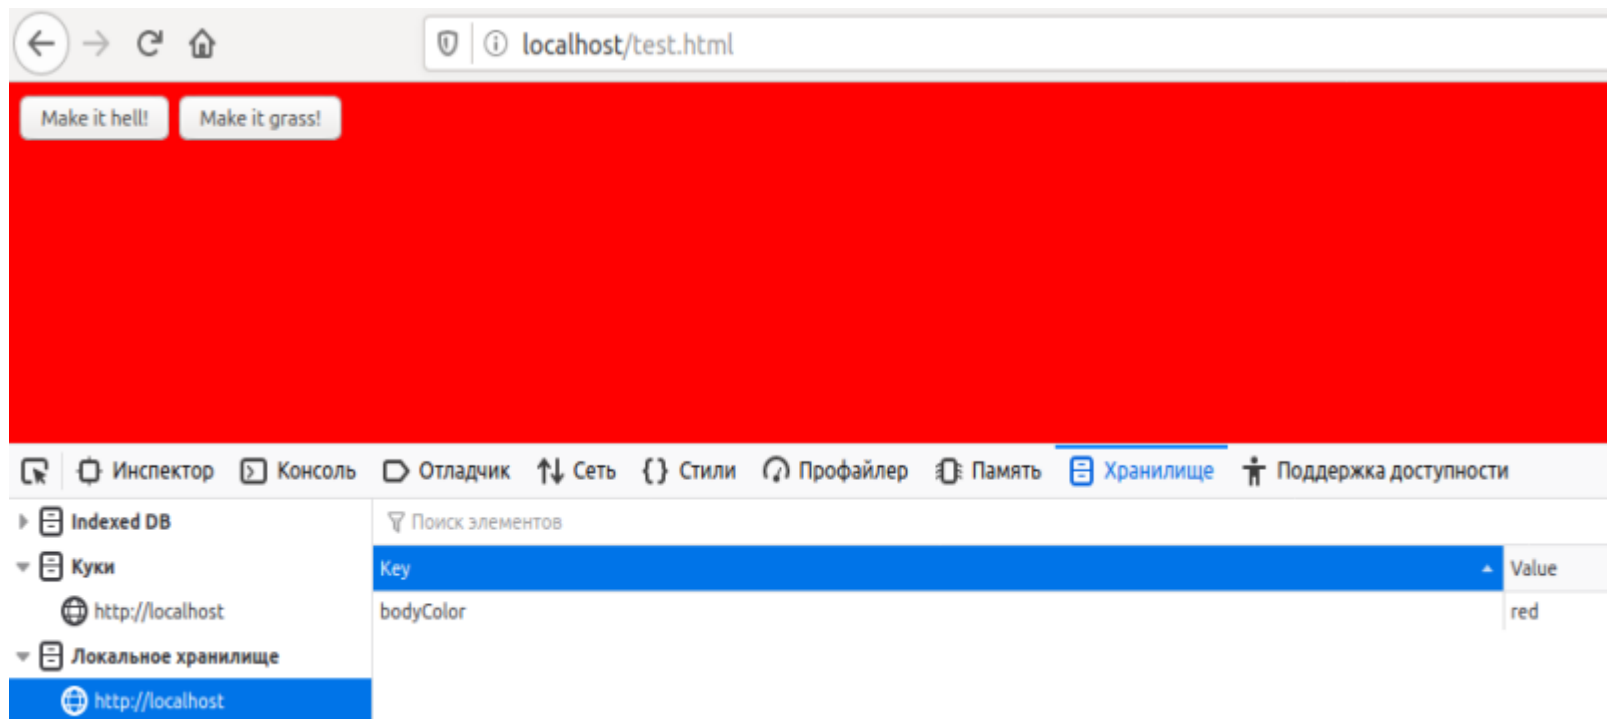 localhost/test.html
Make it hell! Make it grass!
Инспектор Консоль Отладчик Сеть {} Стили Профайлер Память Хранилище Поддержка доступности
Indexed DB
Поиск элементов
Куки
Key Value
http://localhost
bodyColor red
Локальное хранилище
http://localhost